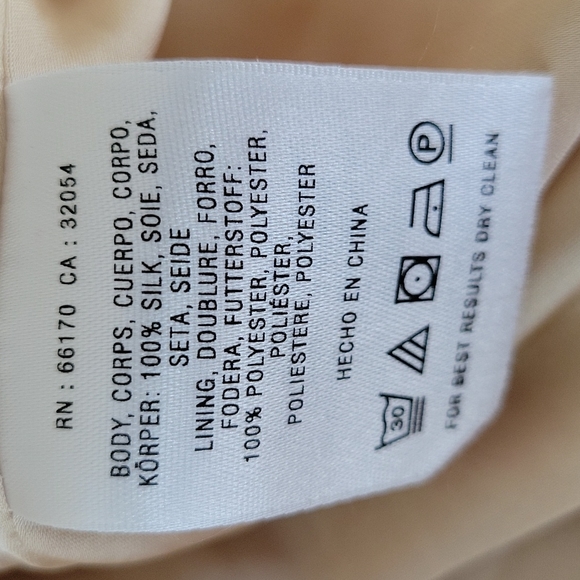 RN : 66170 CA : 32054
BODY, CORPS, CUERPO, CORPO,
KÖRPER: 100% SILK, SOIE, SEDA,
SETA, SEIDE
LINING, DOUBLURE, FORRO,
FODERA, FUTTERSTOFF:
100% POLYESTER, POLYESTER,
POLIÉSTER,
POLIESTERE, POLYESTER
HECHO EN CHINA
30 P
FOR BEST RESULTS DRY CLEAN